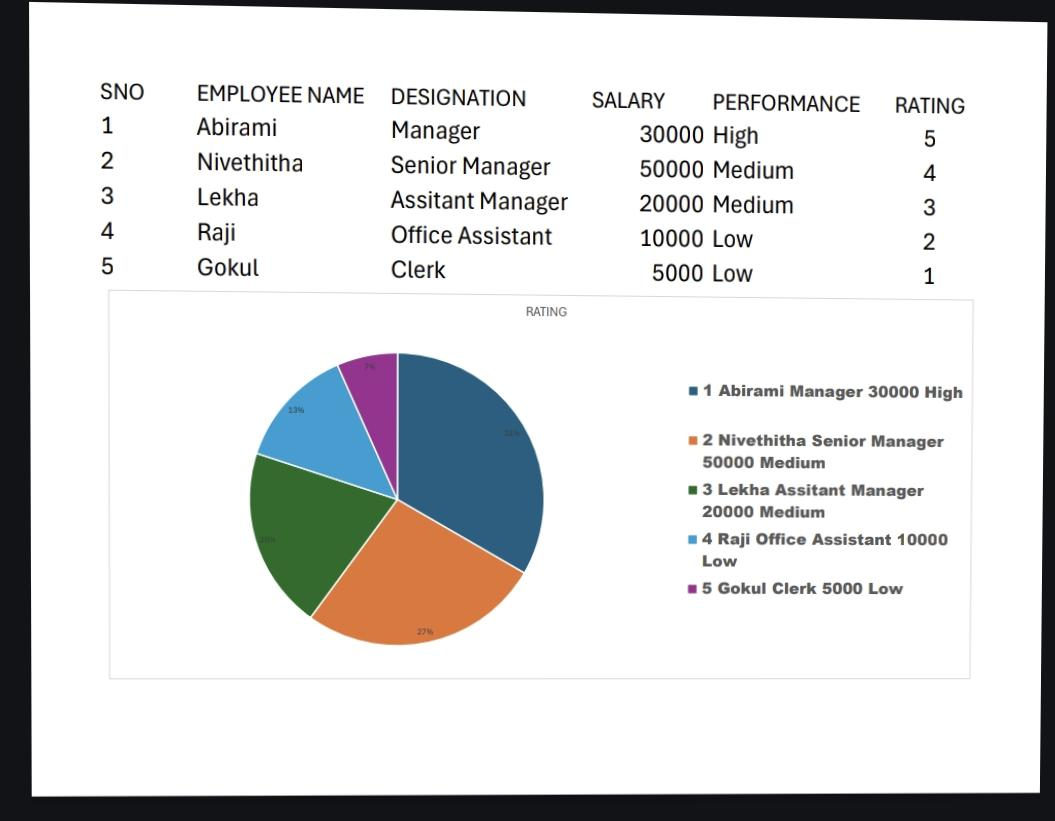 SNO EMPLOYEE NAME DESIGNATION SALARY PERFORMANCE RATING
1 Abirami Manager 30000 High 5
2 Nivethitha Senior Manager 50000 Medium 4
3 Lekha Assitant Manager 20000 Medium 3
4 Raji Office Assistant 10000 Low 2
5 Gokul Clerk 5000 Low 1
RATING
7%
13%
27%
1 Abirami Manager 30000 High
2 Nivethitha Senior Manager
50000 Medium
3 Lekha Assitant Manager
20000 Medium
4 Raji Office Assistant 10000
Low
5 Gokul Clerk 5000 Low